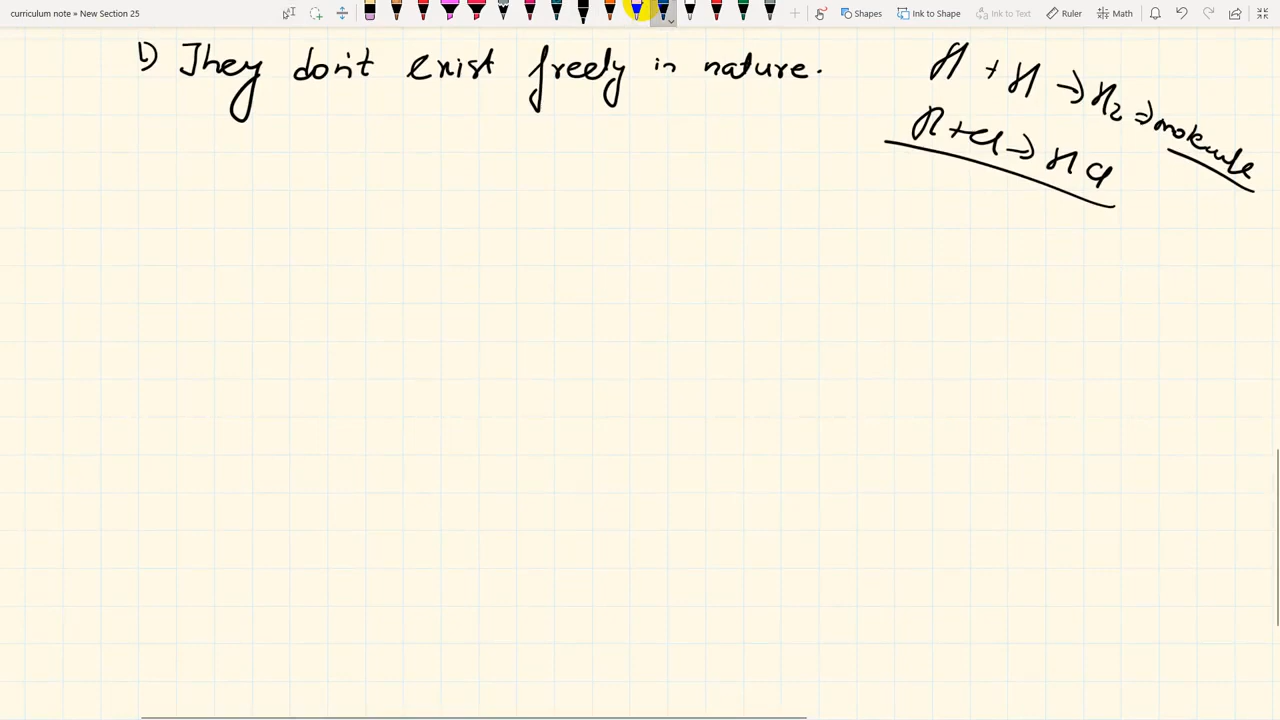 curriculum note » New Section 25
Shapes
Ink to Shape
Ink to Text
Ruler
Math
1) They don't exist freely in nature.
H + H → H2 ⇒ molecule
H + Cl → H Cl